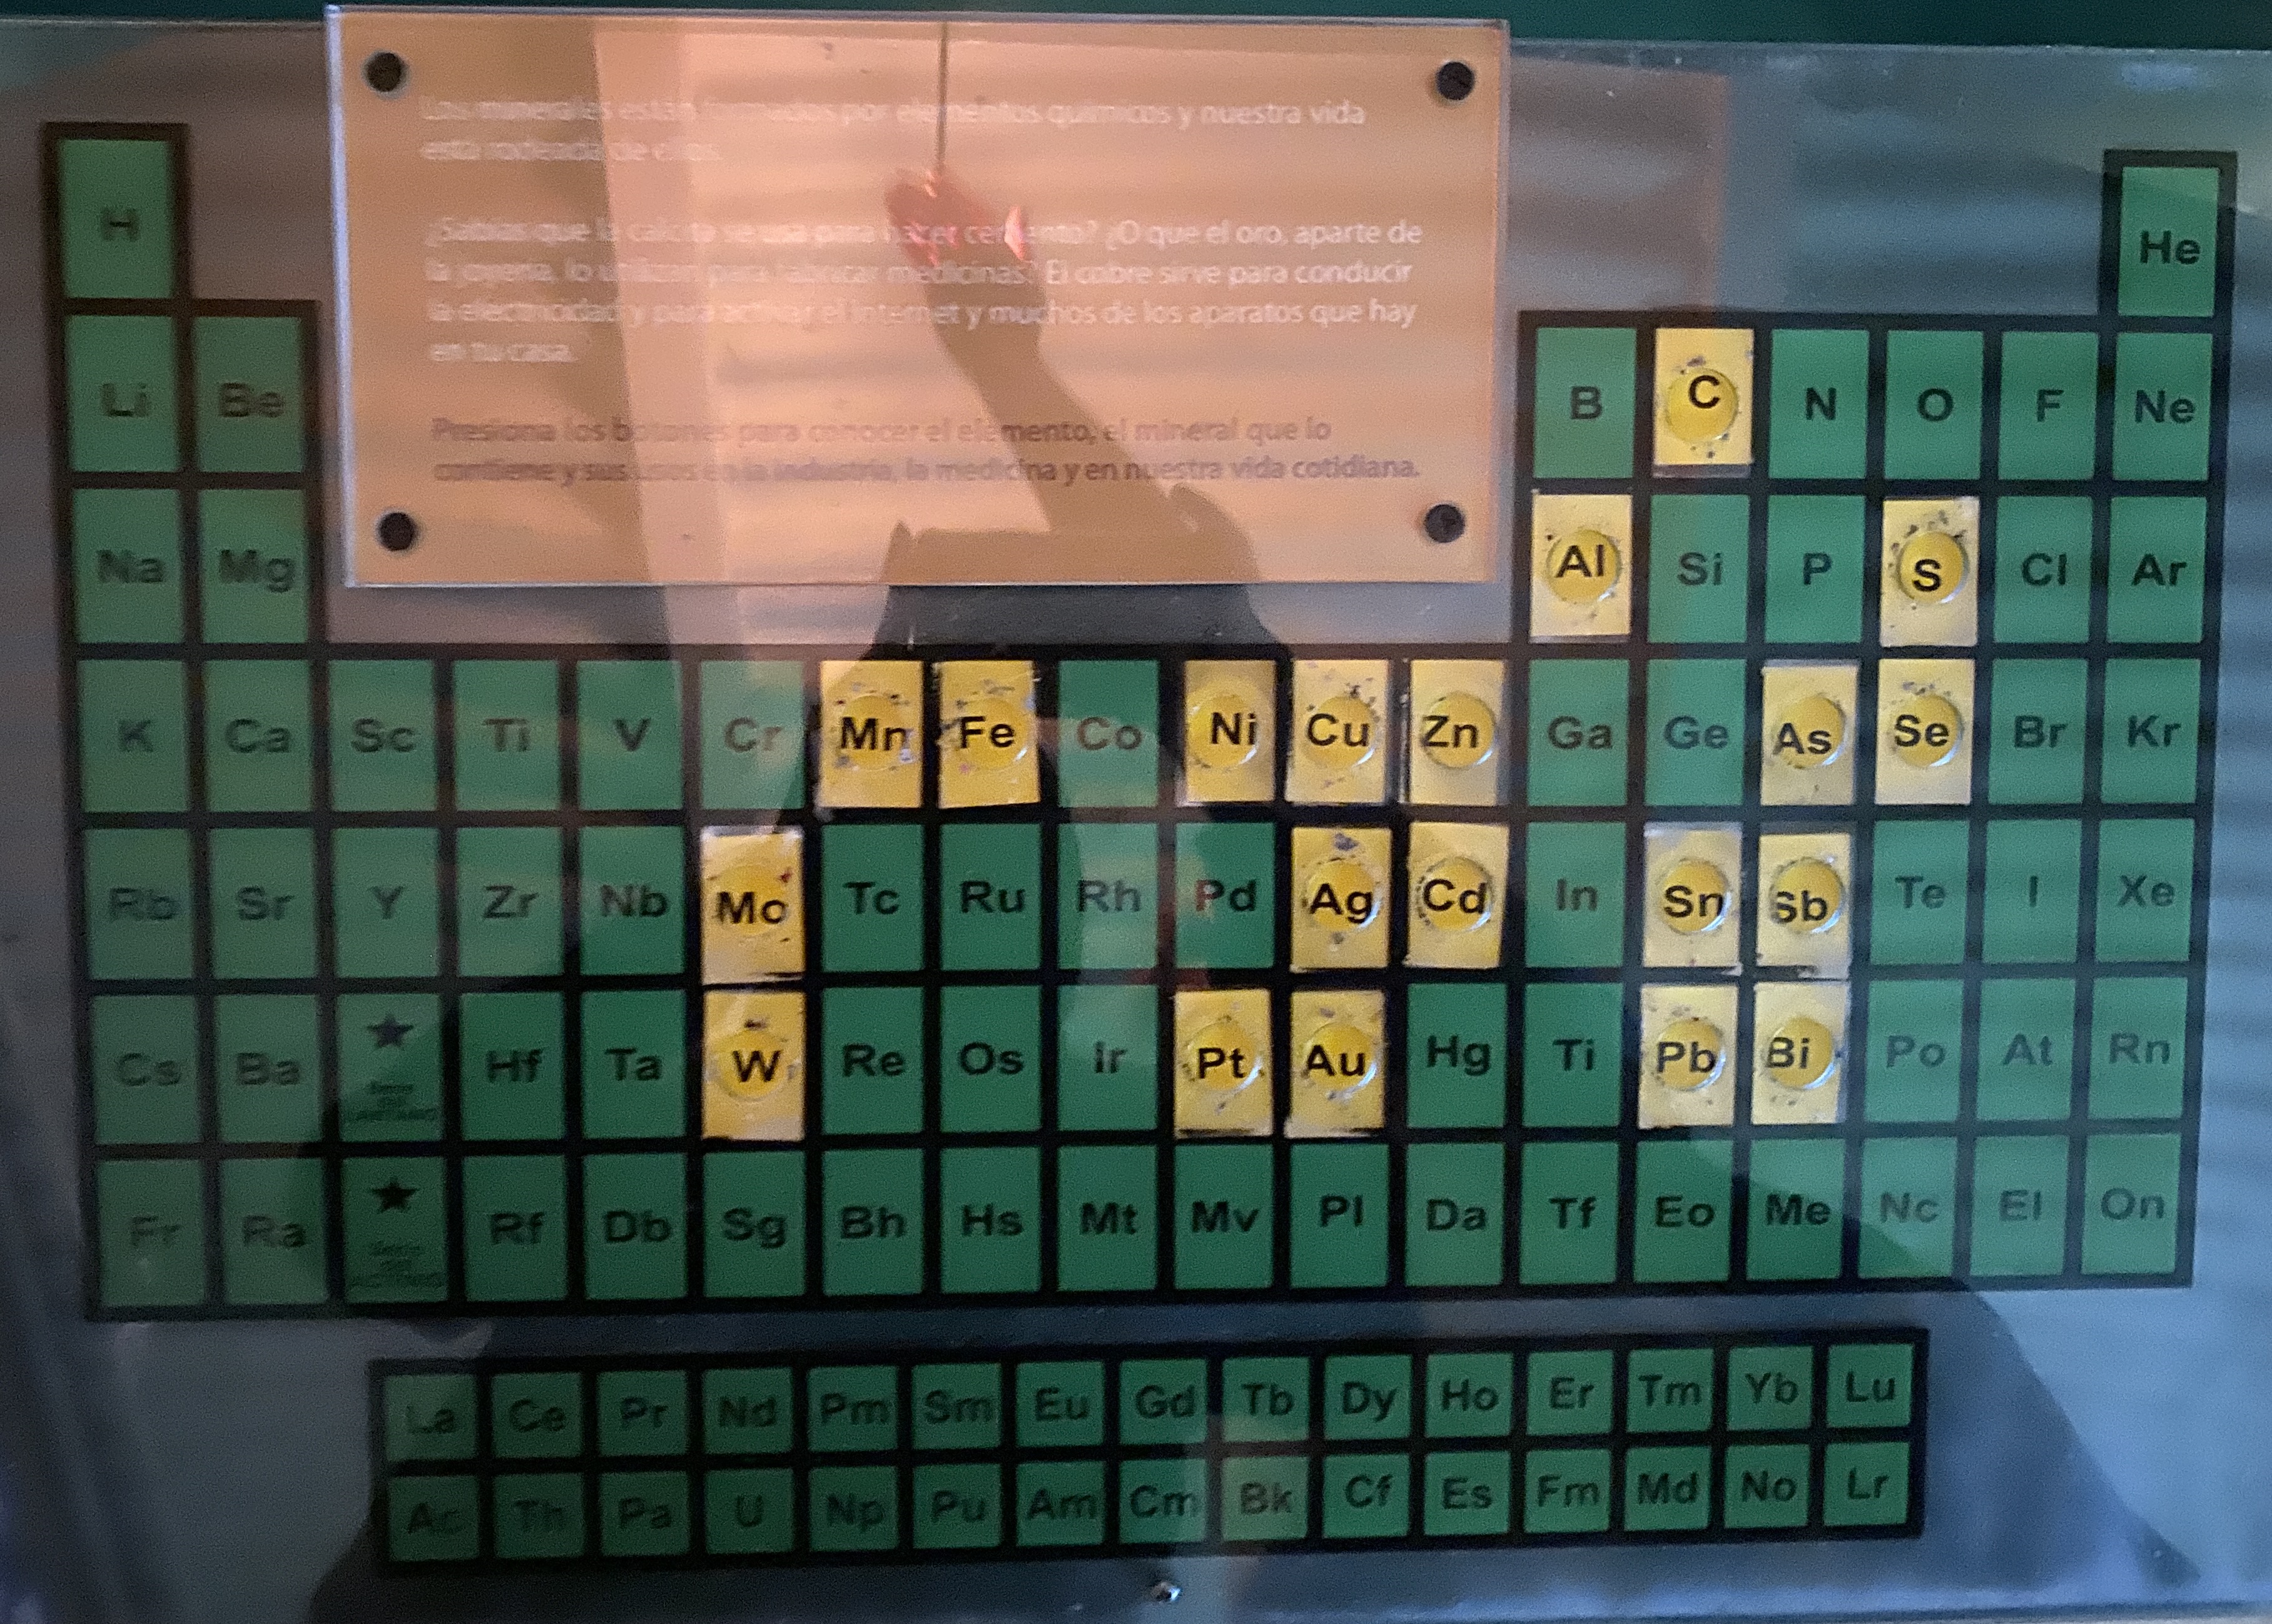 Los minerales están formados por elementos químicos y nuestra vida
está rodeada de ellos.
¿Sabías que la calcita se usa para hacer cemento? ¿O que el oro, aparte de
la joyería, lo utilizan para fabricar medicinas? El cobre sirve para conducir
la electricidad y para activar el internet y muchos de los aparatos que hay
en tu casa.
Presiona los botones para conocer el elemento, el mineral que lo
contiene y sus usos en la industria, la medicina y en nuestra vida cotidiana.
H He
Li Be B C N O F Ne
Na Mg Al Si P S Cl Ar
K Ca Sc Ti V Cr Mn Fe Co Ni Cu Zn Ga Ge As Se Br Kr
Rb Sr Y Zr Nb Mo Tc Ru Rh Pd Ag Cd In Sn Sb Te I Xe
Cs Ba Hf Ta W Re Os Ir Pt Au Hg Ti Pb Bi Po At Rn
Fr Ra Rf Db Sg Bh Hs Mt Mv Pl Da Tf Eo Me Nc El On
La Ce Pr Nd Pm Sm Eu Gd Tb Dy Ho Er Tm Yb Lu
Ac Th Pa U Np Pu Am Cm Bk Cf Es Fm Md No Lr